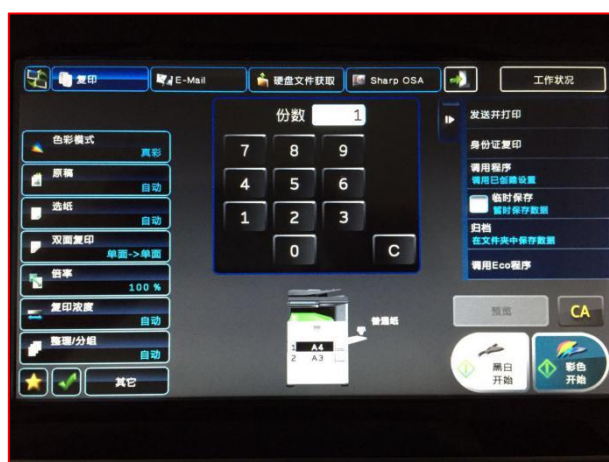 复印
E-Mail
硬盘文件获取
Sharp OSA
工作状况
份数 1
7 8 9
4 5 6
1 2 3
0 C
色彩模式
真彩
原稿
自动
选纸
自动
双面复印
单面->单面
倍率
100 %
复印浓度
自动
整理/分组
自动
其它
发送并打印
身份证复印
调用程序
调用已创建设置
临时保存
暂时保存数据
归档
在文件夹中保存数据
调用Eco程序
普通纸
1 A4
2 A3
预览
CA
黑白
开始
彩色
开始